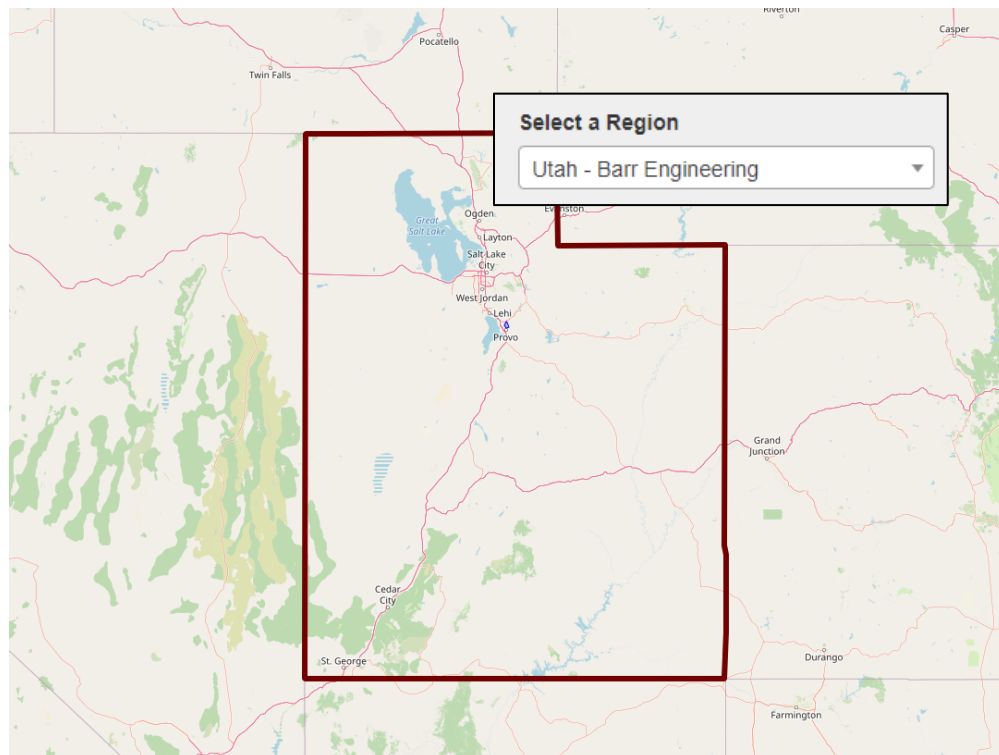 Riverton
Casper
Pocatello
Twin Falls
Select a Region
Utah - Barr Engineering
Evanston
Ogden
Great
Salt Lake
Layton
Salt Lake
City
West Jordan
Lehi
Provo
Grand
Junction
Cedar
City
St. George
Durango
Farmington